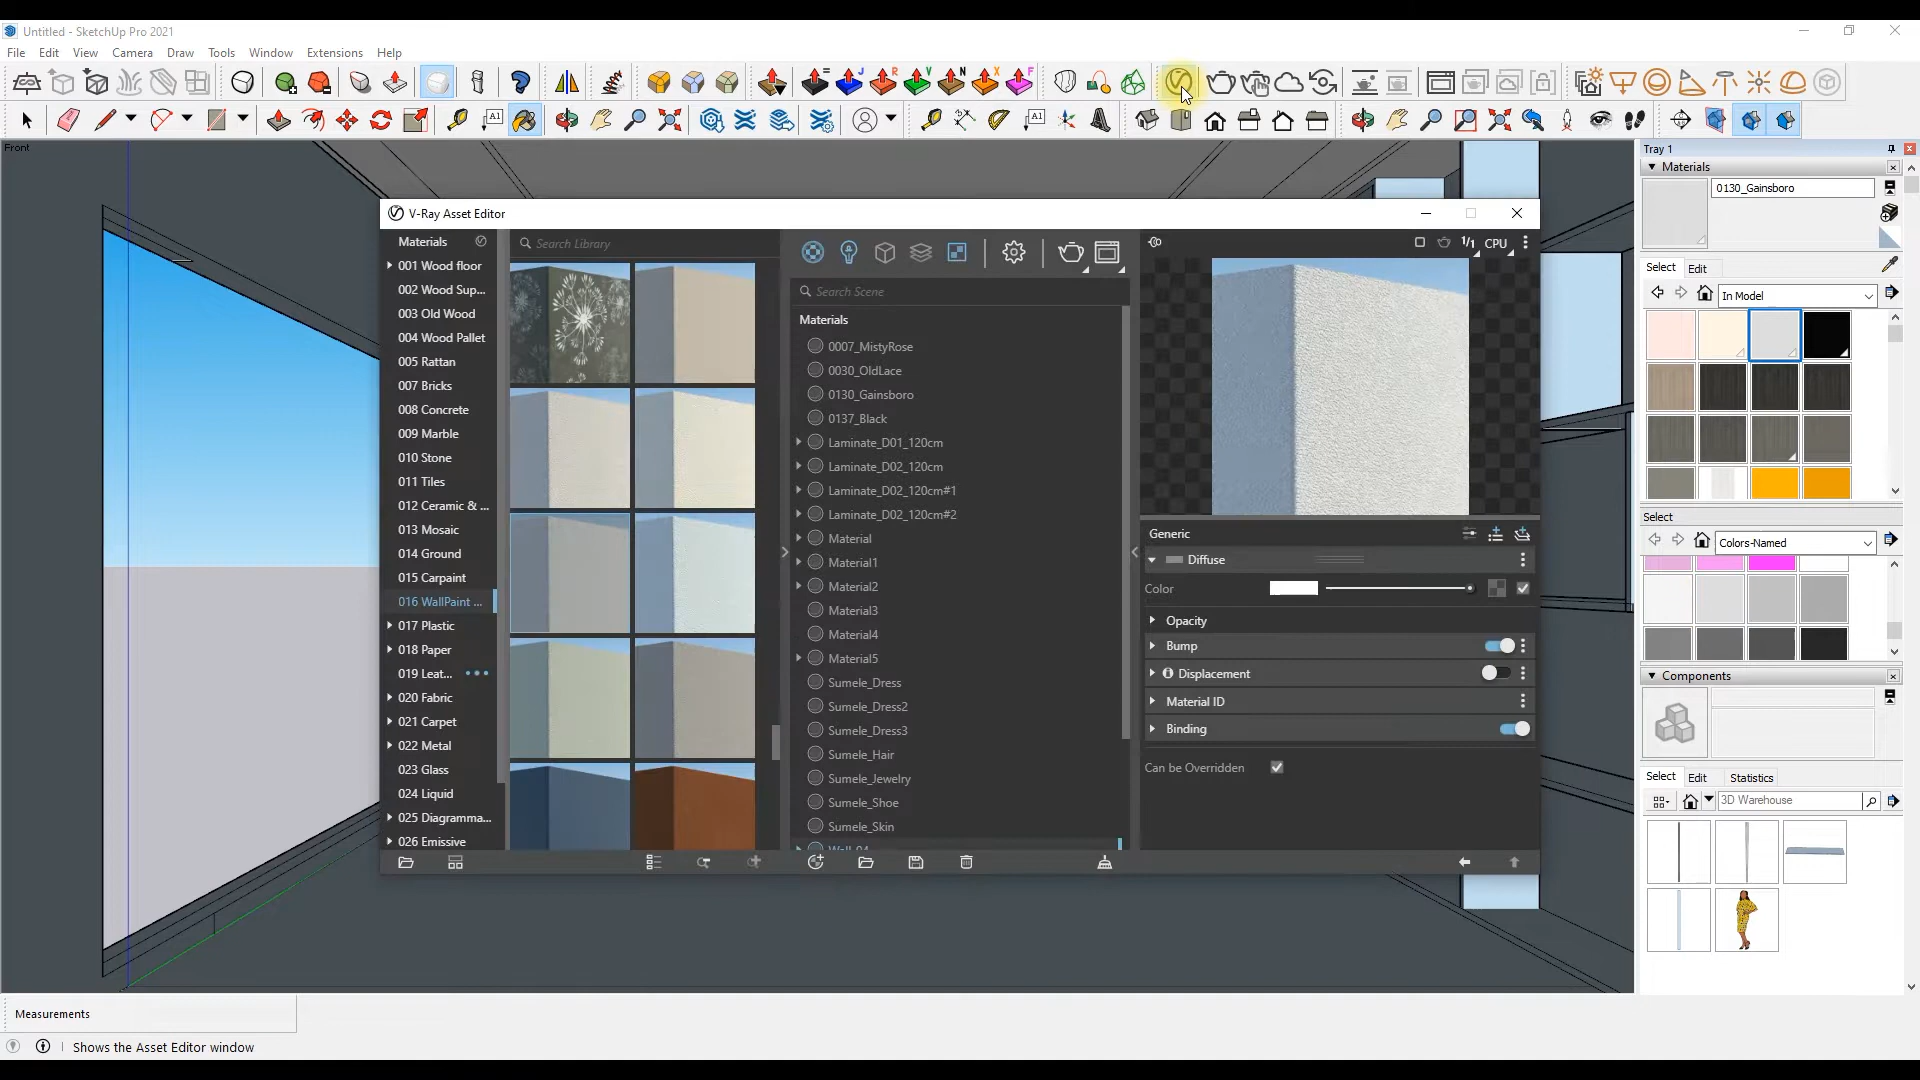 Untitled - SketchUp Pro 2021
File Edit View Camera Draw Tools Window Extensions Help
Front
V-Ray Asset Editor
Materials
001 Wood floor
002 Wood Sup...
003 Old Wood
004 Wood Pallet
005 Rattan
007 Bricks
008 Concrete
009 Marble
010 Stone
011 Tiles
012 Ceramic & ...
013 Mosaic
014 Ground
015 Carpaint
016 WallPaint ...
017 Plastic
018 Paper
019 Leat...
020 Fabric
021 Carpet
022 Metal
023 Glass
024 Liquid
025 Diagramma...
026 Emissive
Search Library
Search Scene
Materials
0007_MistyRose
0030_OldLace
0130_Gainsboro
0137_Black
Laminate_D01_120cm
Laminate_D02_120cm
Laminate_D02_120cm#1
Laminate_D02_120cm#2
Material
Material1
Material2
Material3
Material4
Material5
Sumele_Dress
Sumele_Dress2
Sumele_Dress3
Sumele_Hair
Sumele_Jewelry
Sumele_Shoe
Sumele_Skin
1/1 CPU
Generic
Diffuse
Color
Opacity
Bump
Displacement
Material ID
Binding
Can be Overridden
Tray 1
Materials
0130_Gainsboro
Select Edit
In Model
Select
Colors-Named
Components
Select Edit Statistics
3D Warehouse
Measurements
Shows the Asset Editor window